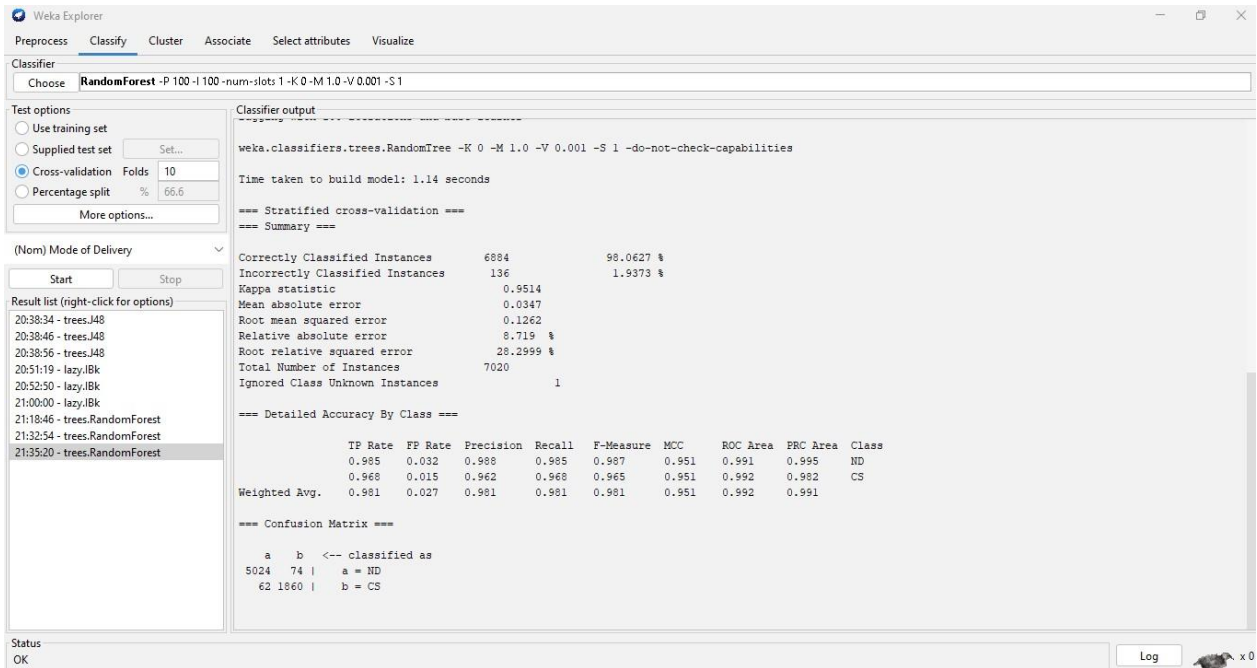 Weka Explorer
Preprocess Classify Cluster Associate Select attributes Visualize
Classifier
Choose RandomForest -P 100 -I 100 -num-slots 1 -K 0 -M 1.0 -V 0.001 -S 1
Test options
Use training set
Supplied test set Set...
Cross-validation Folds 10
Percentage split % 66.6
More options...
(Nom) Mode of Delivery
Start Stop
Result list (right-click for options)
20:38:34 - trees.J48
20:38:46 - trees.J48
20:38:56 - trees.J48
20:51:19 - lazy.IBk
20:52:50 - lazy.IBk
21:00:00 - lazy.IBk
21:18:46 - trees.RandomForest
21:32:54 - trees.RandomForest
21:35:20 - trees.RandomForest
Classifier output
weka.classifiers.trees.RandomTree -K 0 -M 1.0 -V 0.001 -S 1 -do-not-check-capabilities
Time taken to build model: 1.14 seconds
=== Stratified cross-validation ===
=== Summary ===
Correctly Classified Instances 6884 98.0627 %
Incorrectly Classified Instances 136 1.9373 %
Kappa statistic 0.9514
Mean absolute error 0.0347
Root mean squared error 0.1262
Relative absolute error 8.719 %
Root relative squared error 28.2999 %
Total Number of Instances 7020
Ignored Class Unknown Instances 1
=== Detailed Accuracy By Class ===
TP Rate FP Rate Precision Recall F-Measure MCC ROC Area PRC Area Class
0.985 0.032 0.988 0.985 0.987 0.951 0.991 0.995 ND
0.968 0.015 0.962 0.968 0.965 0.951 0.992 0.982 CS
Weighted Avg. 0.981 0.027 0.981 0.981 0.981 0.951 0.992 0.991
=== Confusion Matrix ===
a b <-- classified as
5024 74 | a = ND
62 1860 | b = CS
Status
OK
Log x 0